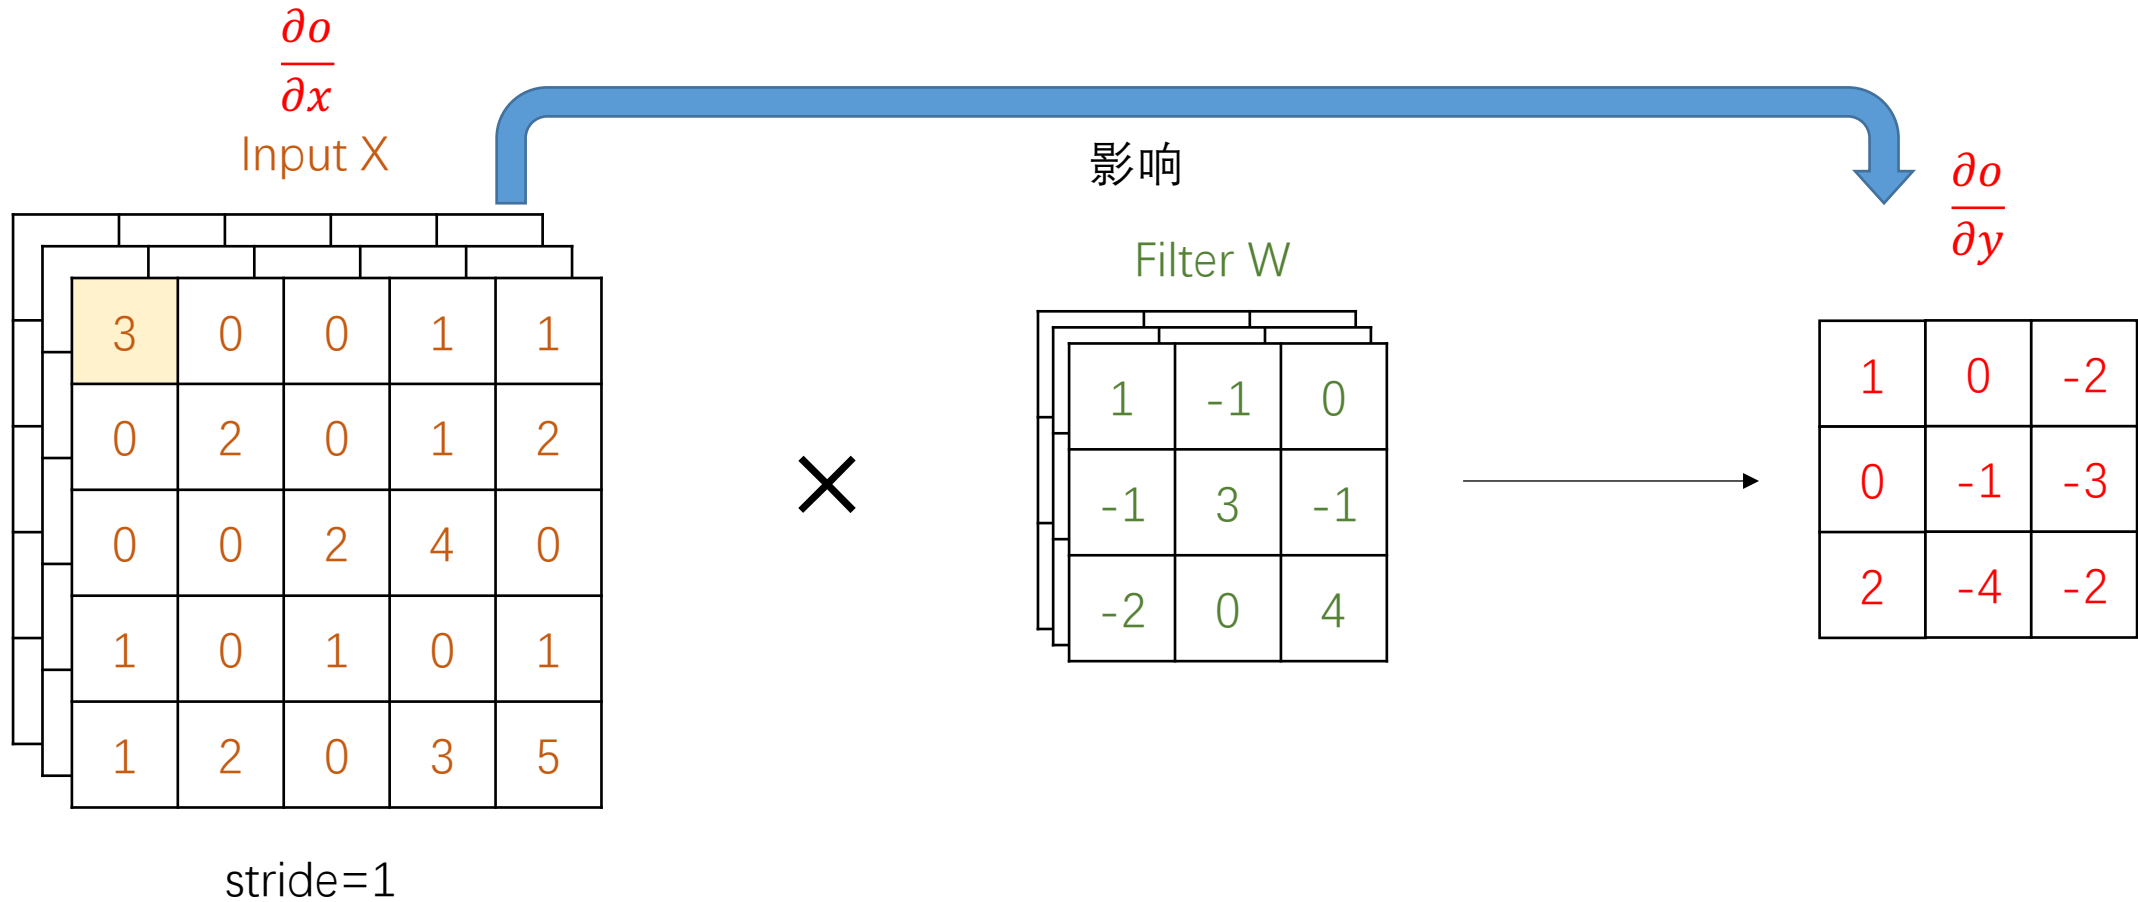 ∂o
∂x
Input X
影响
∂o
∂y
Filter W
3 0 0 1 1
0 2 0 1 2
0 0 2 4 0
1 0 1 0 1
1 2 0 3 5
×
1 -1 0
-1 3 -1
-2 0 4
1 0 -2
0 -1 -3
2 -4 -2
stride=1